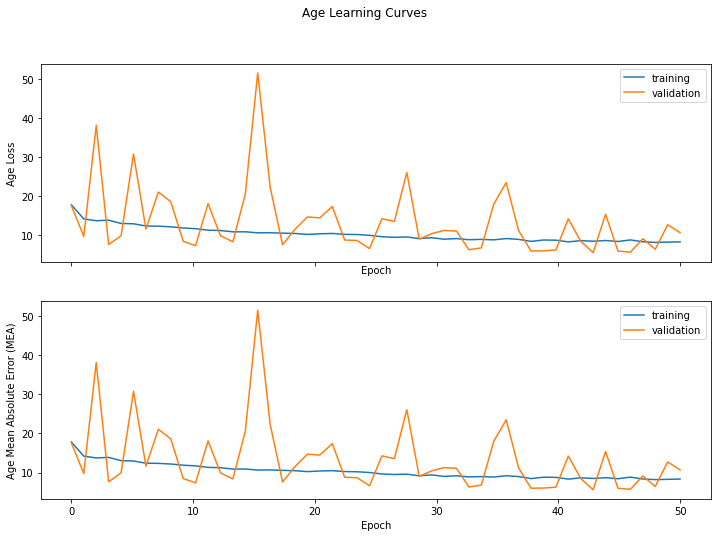 Age Learning Curves
50
40
30
20
10
Age Loss
training
validation
Epoch
50
40
30
20
10
Age Mean Absolute Error (MEA)
training
validation
0
10
20
30
40
50
Epoch